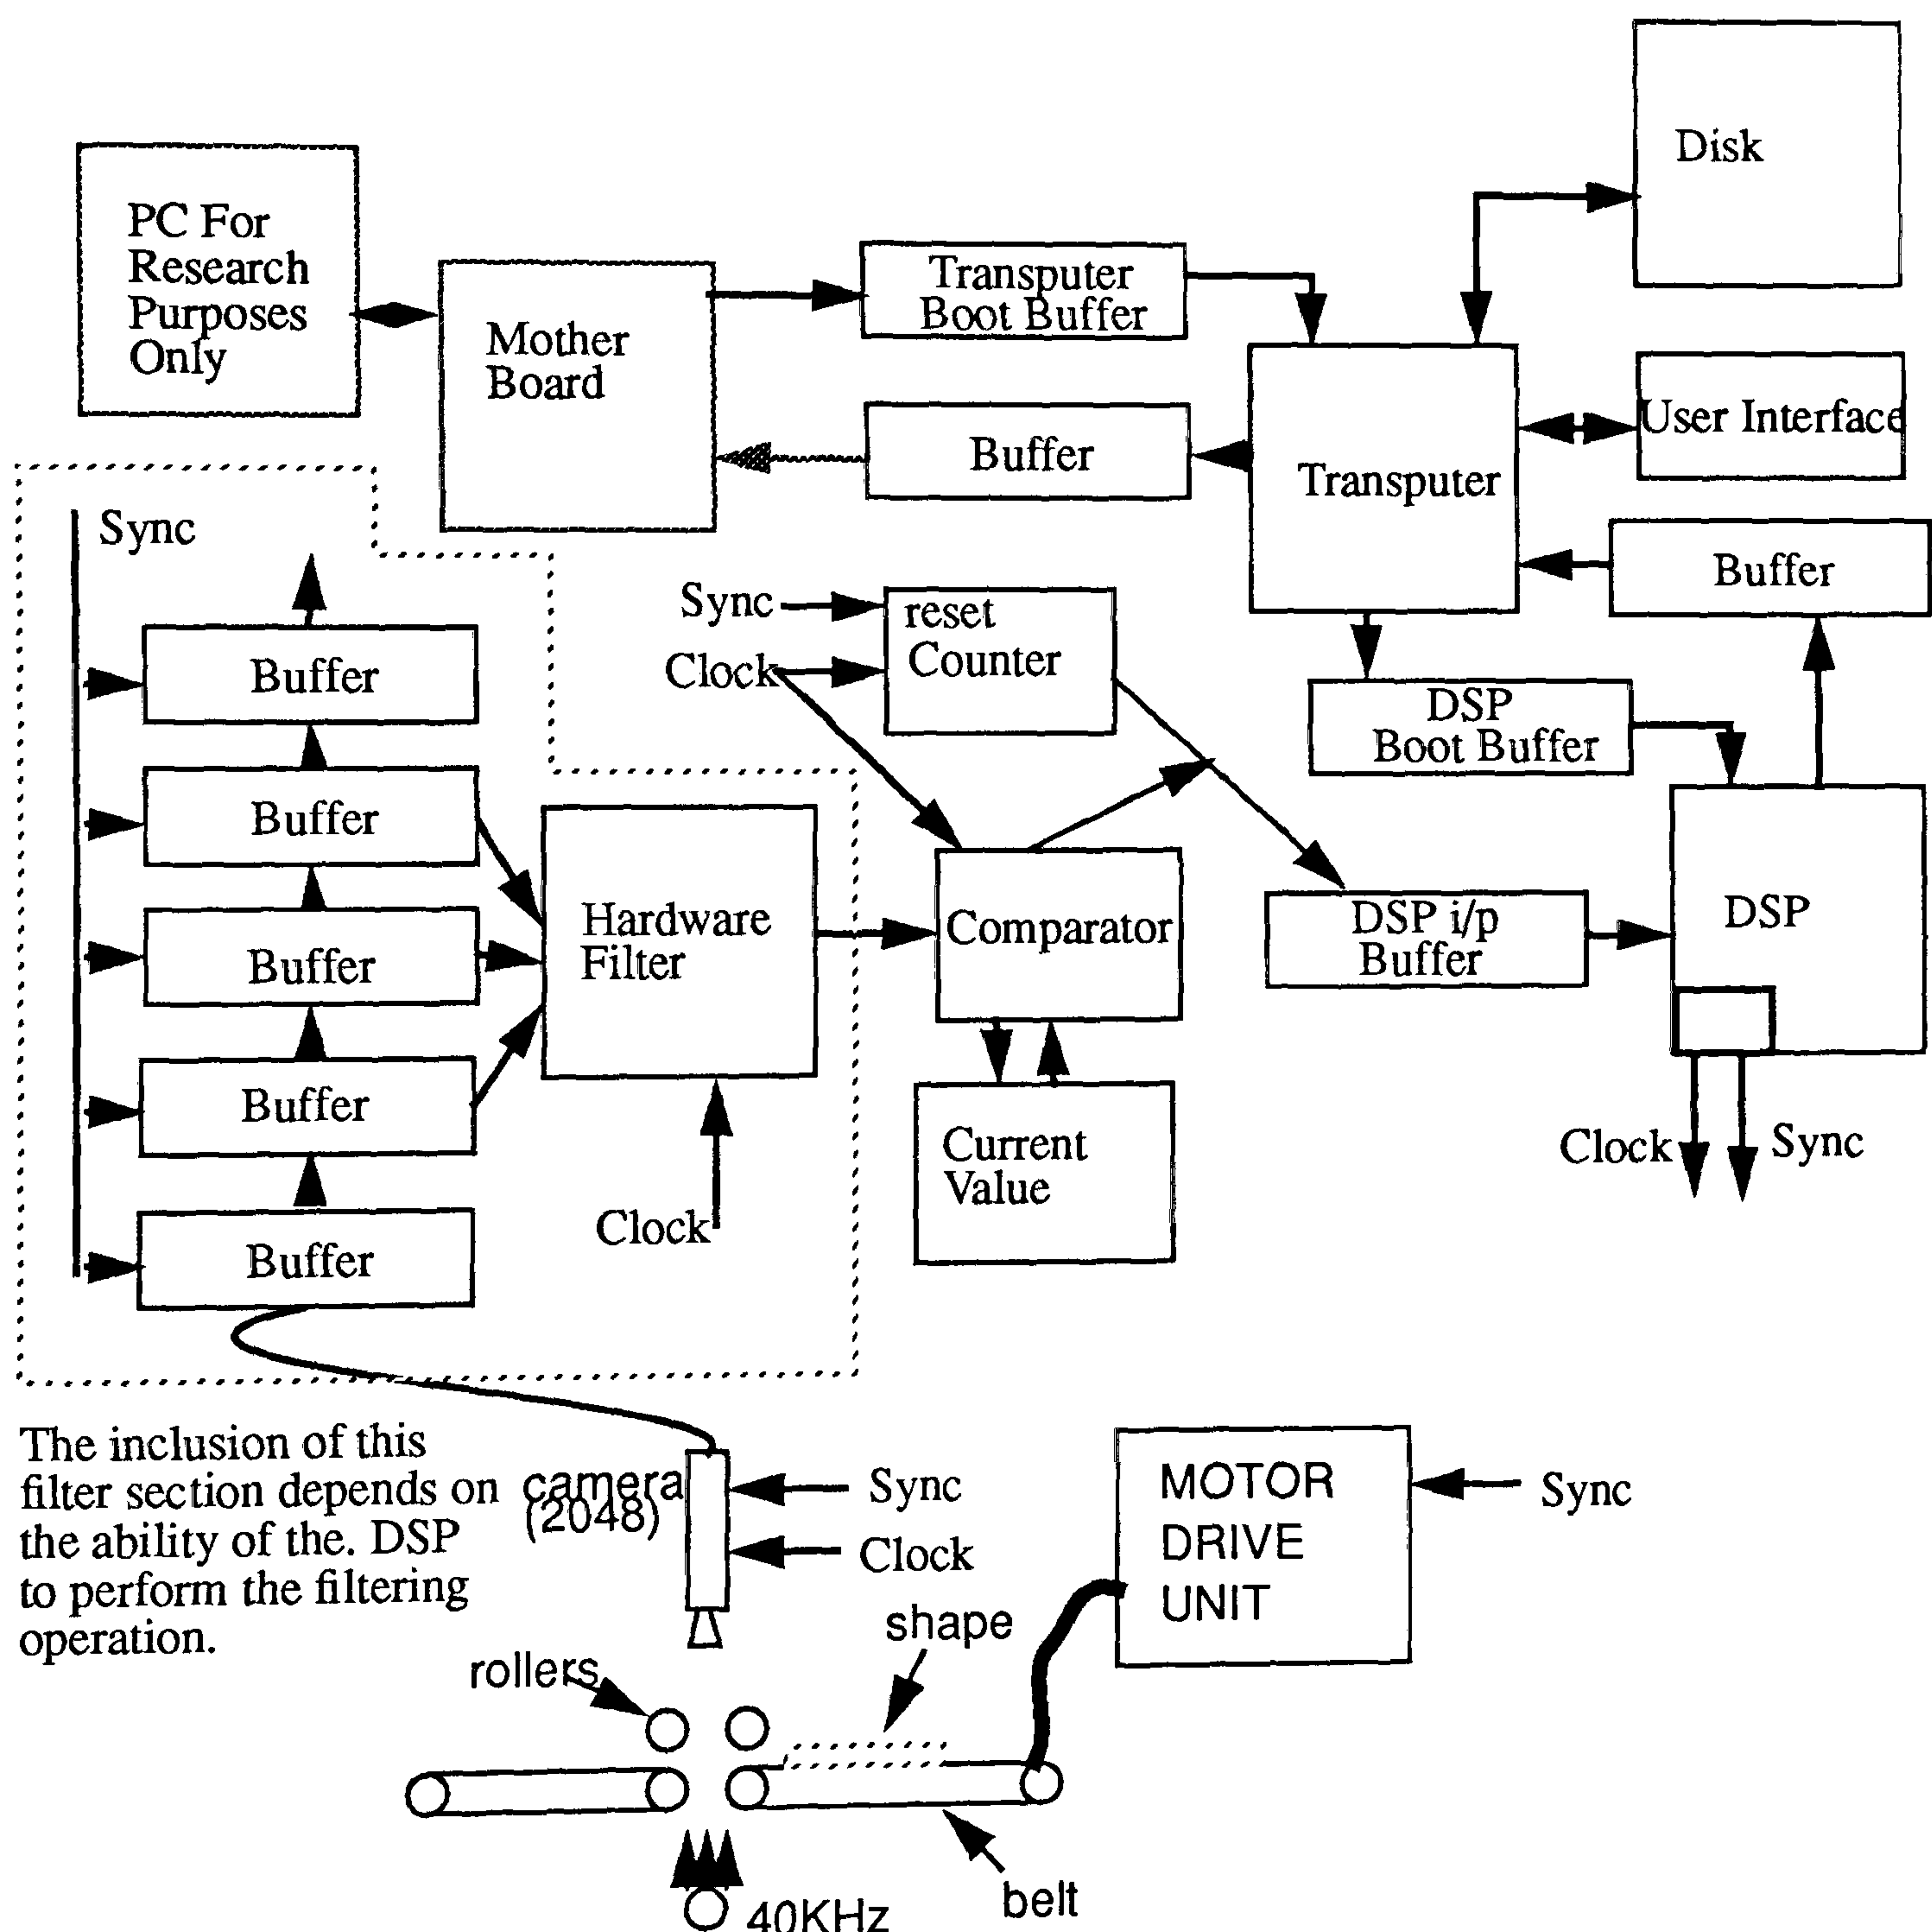 Disk
PC For
Research
Purposes
Only
Transputer
Boot Buffer
Mother
Board
Buffer
Transputer
User Interface
Buffer
Sync
Sync
reset
Counter
Clock
Buffer
DSP
Boot Buffer
Buffer
Hardware
Filter
Comparator
DSP i/p
Buffer
DSP
Buffer
Buffer
Current
Value
Clock
Sync
Clock
Buffer
The inclusion of this
filter section depends on
the ability of the. DSP
to perform the filtering
operation.
camera
(2048)
Sync
Clock
MOTOR
DRIVE
UNIT
Sync
shape
rollers
belt
40KHz